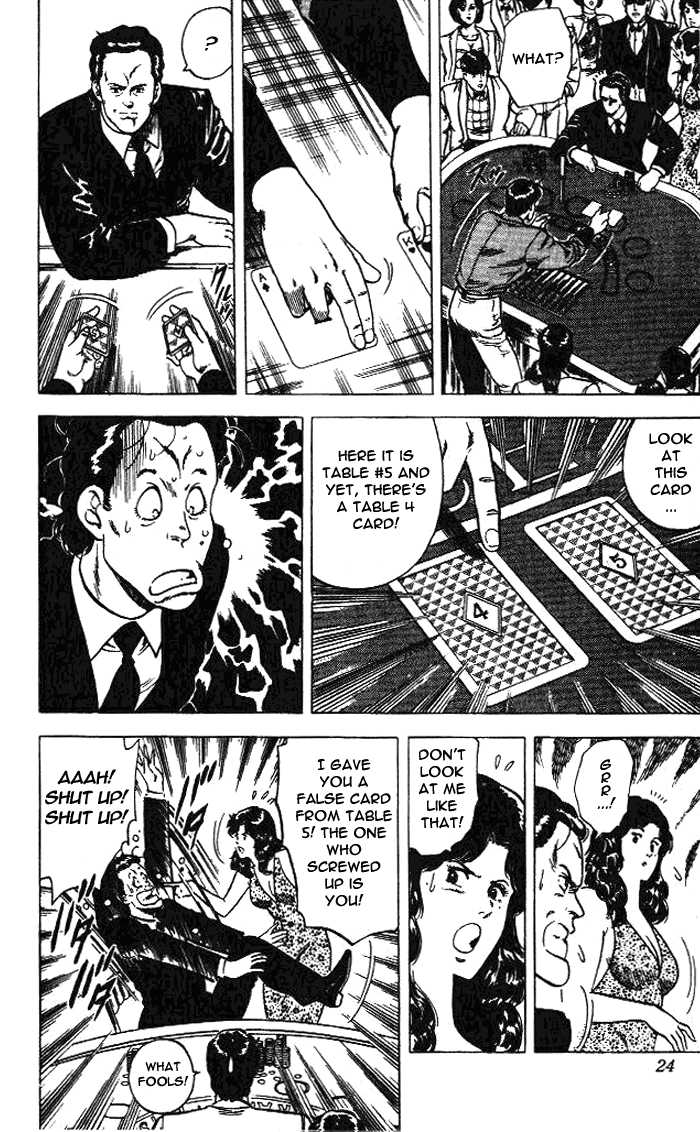 WHAT?
K
A
?
LOOK
AT
THIS
CARD
...
5
HERE IT IS
TABLE #5 AND
YET, THERE'S
A TABLE 4
CARD!
4
G
R
R
...!
DON'T
LOOK
AT ME
LIKE
THAT!
I GAVE
YOU A
FALSE CARD
FROM TABLE
5! THE ONE
WHO
SCREWED
UP IS
YOU!
AAAH!
SHUT UP!
SHUT UP!
WHAT
FOOLS!
24